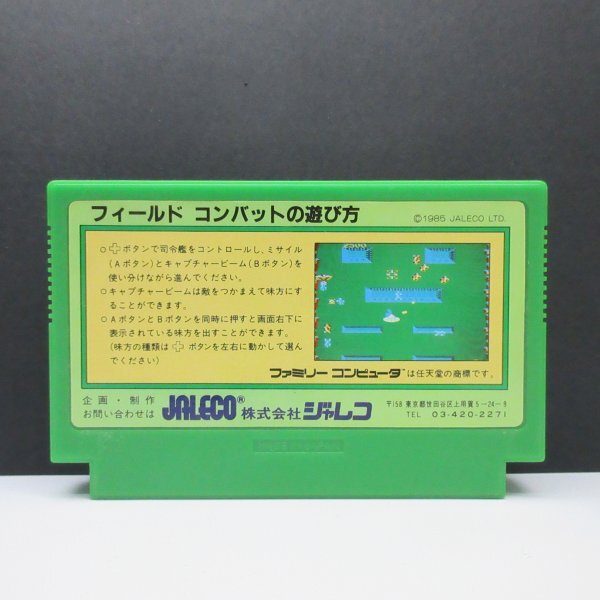 フィールド コンバットの遊び方
©1985 JALECO LTD.
○✚ボタンで司令艦をコントロールし、ミサイル
(Aボタン)とキャプチャービーム(Bボタン)を
使い分けながら進んでください。
○キャプチャービームは敵をつかまえて味方にす
ることができます。
○AボタンとBボタンを同時に押すと画面右下に
表示されている味方を出すことができます。
(味方の種類は✚ボタンを左右に動かして選ん
でください)
2500
ファミリー コンピュータ™は任天堂の商標です。
企画・制作
お問い合わせは
JALECO® 株式会社ジャレコ
〒158 東京都世田谷区上用賀5-24-9
TEL 03-420-2271